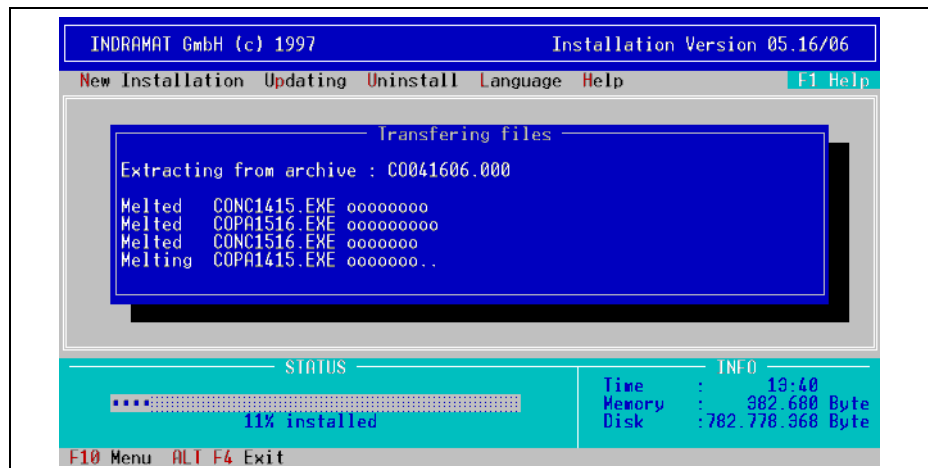 INDRAMAT GmbH (c) 1997 Installation Version 05.16/06
New Installation Updating Uninstall Language Help F1 Help
Transfering files
Extracting from archive : CO041606.000
Melted CONC1415.EXE oooooooo
Melted COPA1516.EXE ooooooooo
Melted CONC1516.EXE ooooooo
Melting COPA1415.EXE ooooooo..
STATUS
11% installed
INFO
Time : 13:40
Memory : 382.680 Byte
Disk :782.778.368 Byte
F10 Menu ALT F4 Exit